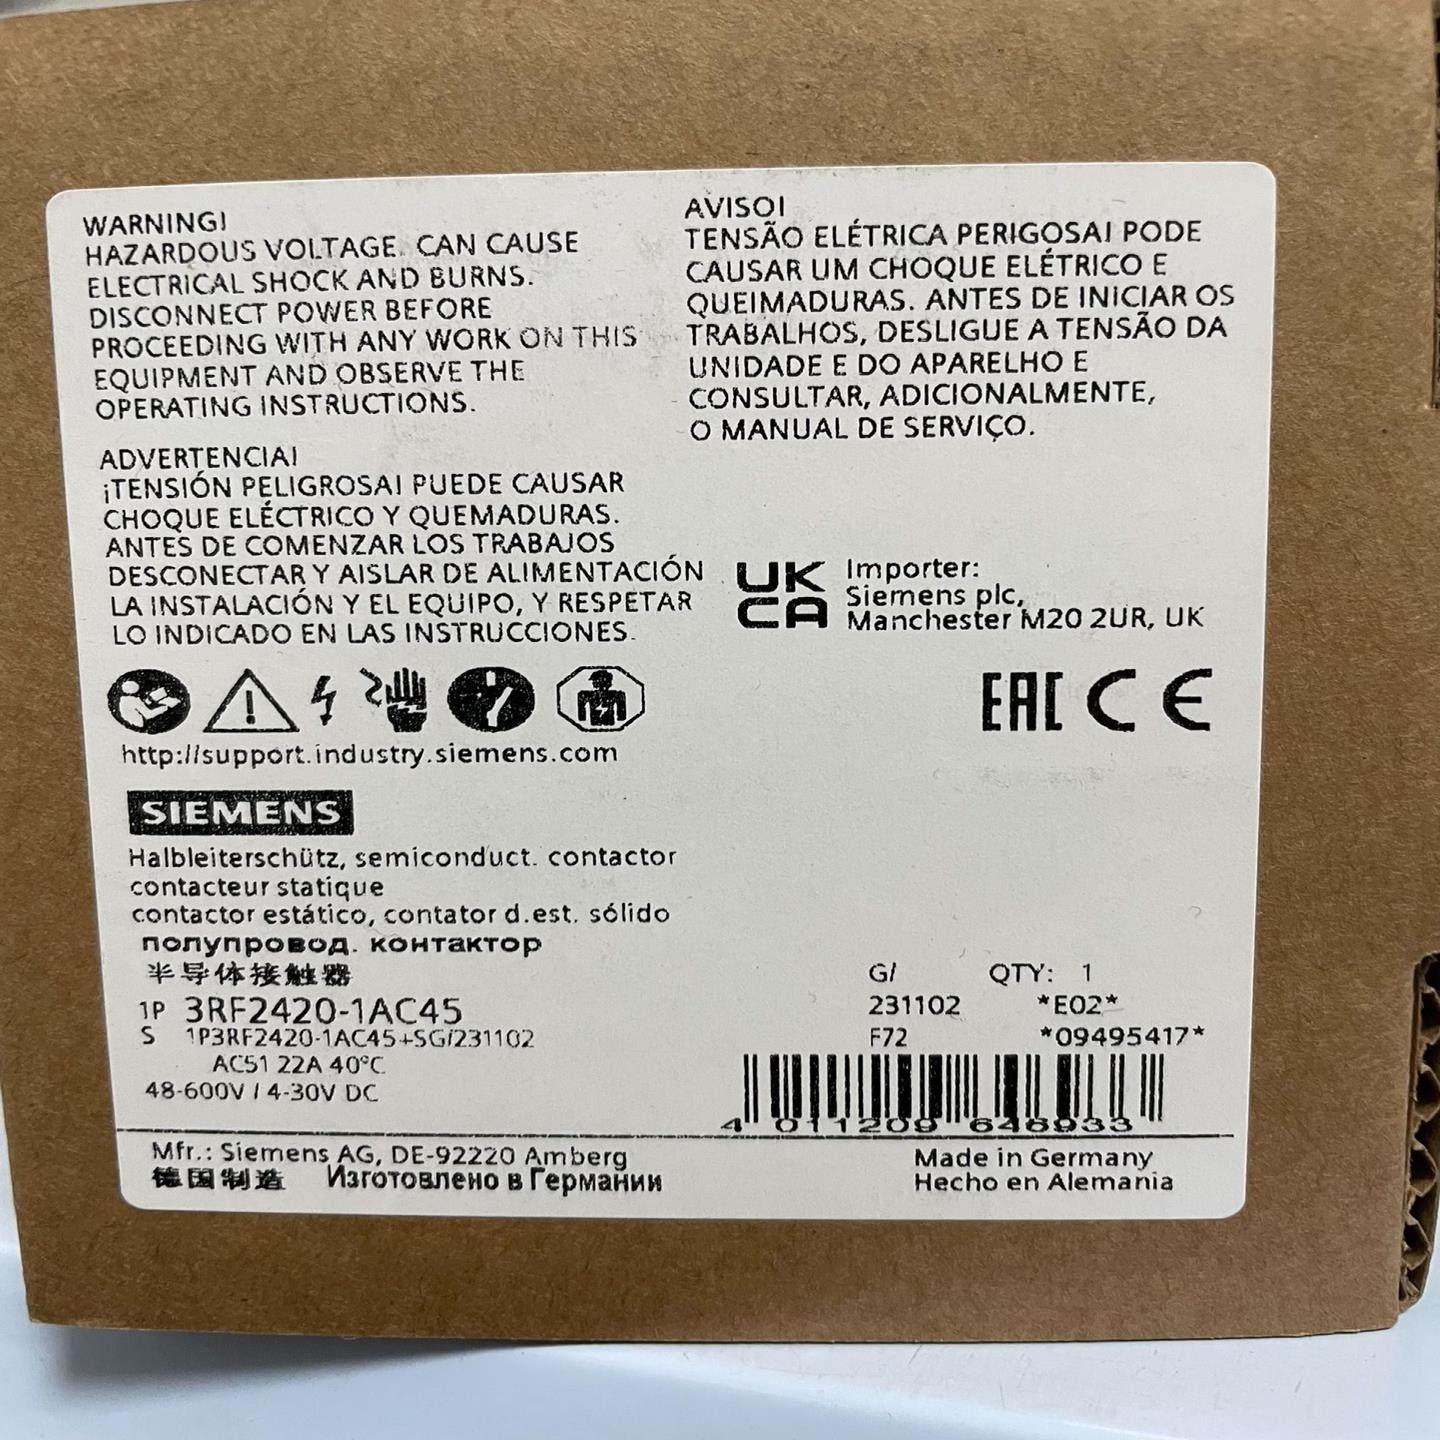 WARNING!
HAZARDOUS VOLTAGE. CAN CAUSE
ELECTRICAL SHOCK AND BURNS.
DISCONNECT POWER BEFORE
PROCEEDING WITH ANY WORK ON THIS
EQUIPMENT AND OBSERVE THE
OPERATING INSTRUCTIONS.
ADVERTENCIA!
¡TENSIÓN PELIGROSA! PUEDE CAUSAR
CHOQUE ELÉCTRICO Y QUEMADURAS.
ANTES DE COMENZAR LOS TRABAJOS
DESCONECTAR Y AISLAR DE ALIMENTACIÓN
LA INSTALACIÓN Y EL EQUIPO, Y RESPETAR
LO INDICADO EN LAS INSTRUCCIONES.
AVISO!
TENSÃO ELÉTRICA PERIGOSA! PODE
CAUSAR UM CHOQUE ELÉTRICO E
QUEIMADURAS. ANTES DE INICIAR OS
TRABALHOS, DESLIGUE A TENSÃO DA
UNIDADE E DO APARELHO E
CONSULTAR, ADICIONALMENTE,
O MANUAL DE SERVIÇO.
UK
CA
Importer:
Siemens plc,
Manchester M20 2UR, UK
EAC CE
http://support.industry.siemens.com
SIEMENS
Halbleiterschütz, semiconduct. contactor
contacteur statique
contactor estático, contator d.est. sólido
полупровод. контактор
半导体接触器
1P 3RF2420-1AC45
S 1P3RF2420-1AC45+SG/231102
AC51 22A 40°C
48-600V / 4-30V DC
G/ QTY: 1
231102 *E02*
F72 *09495417*
4 011209 646933
Mfr.: Siemens AG, DE-92220 Amberg
德国制造 Изготовлено в Германии
Made in Germany
Hecho en Alemania